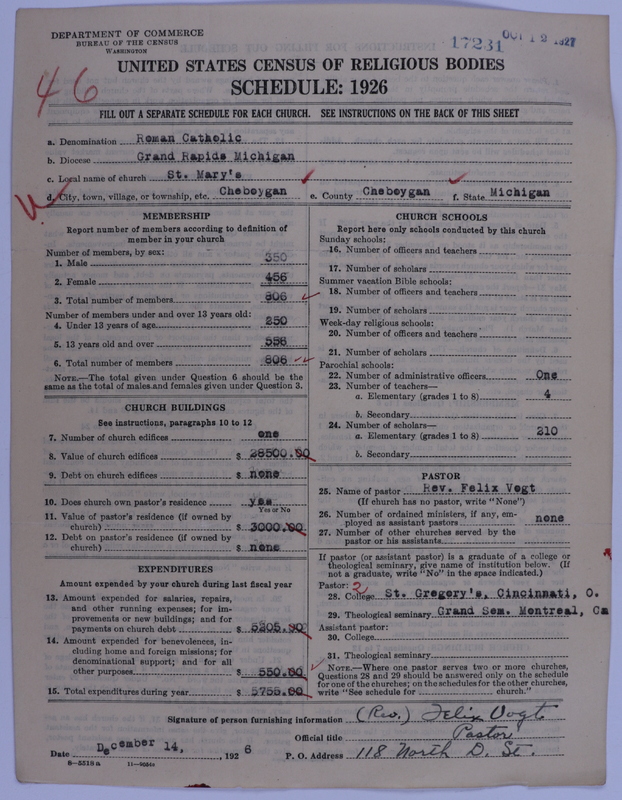 DEPARTMENT OF COMMERCE
BUREAU OF THE CENSUS
WASHINGTON
17231 OCT 12 1927
UNITED STATES CENSUS OF RELIGIOUS BODIES
SCHEDULE: 1926
46
FILL OUT A SEPARATE SCHEDULE FOR EACH CHURCH. SEE INSTRUCTIONS ON THE BACK OF THIS SHEET
a. Denomination Roman Catholic
b. Diocese Grand Rapids Michigan
c. Local name of church St. Mary's
d. City, town, village, or township, etc. Cheboygan e. County Cheboygan f. State Michigan
MEMBERSHIP
Report number of members according to definition of
member in your church
Number of members, by sex:
1. Male 350
2. Female 456
3. Total number of members 806
Number of members under and over 13 years old:
4. Under 13 years of age 250
5. 13 years old and over 556
6. Total number of members 806
NOTE.—The total given under Question 6 should be the
same as the total of males and females given under Question 3.
CHURCH BUILDINGS
See instructions, paragraphs 10 to 12
7. Number of church edifices one
8. Value of church edifices $ 28500.00
9. Debt on church edifices $ none
10. Does church own pastor's residence yes
Yes or No
11. Value of pastor's residence (if owned by
church) $ 3000.00
12. Debt on pastor's residence (if owned by
church) $ none
EXPENDITURES
Amount expended by your church during last fiscal year
13. Amount expended for salaries, repairs,
and other running expenses; for im-
provements or new buildings; and for
payments on church debt $ 5205.00
14. Amount expended for benevolences, in-
cluding home and foreign missions; for
denominational support; and for all
other purposes $ 550.00
15. Total expenditures during year $ 5755.00
CHURCH SCHOOLS
Report here only schools conducted by this church
Sunday schools:
16. Number of officers and teachers
17. Number of scholars
Summer vacation Bible schools:
18. Number of officers and teachers
19. Number of scholars
Week-day religious schools:
20. Number of officers and teachers
21. Number of scholars
Parochial schools:
22. Number of administrative officers One
23. Number of teachers—
a. Elementary (grades 1 to 8) 4
b. Secondary
24. Number of scholars—
a. Elementary (grades 1 to 8) 210
b. Secondary
PASTOR
25. Name of pastor Rev. Felix Vogt
(If church has no pastor, write "None")
26. Number of ordained ministers, if any, em-
ployed as assistant pastors none
27. Number of other churches served by the
pastor or his assistants
If pastor (or assistant pastor) is a graduate of a college or
theological seminary, give name of institution below. (If
not a graduate, write "No" in the space indicated.)
Pastor: 2
28. College St. Gregory's, Cincinnati, O.
29. Theological seminary Grand Sem. Montreal, Ca
Assistant pastor:
30. College
31. Theological seminary
NOTE.—Where one pastor serves two or more churches,
Questions 28 and 29 should be answered only on the schedule
for one of the churches; on the schedules for the other churches,
write "See schedule for church."
Signature of person furnishing information (Rev.) Felix Vogt
Official title Pastor
Date December 14, 1926 P. O. Address 118 North D. St.
8-5518a